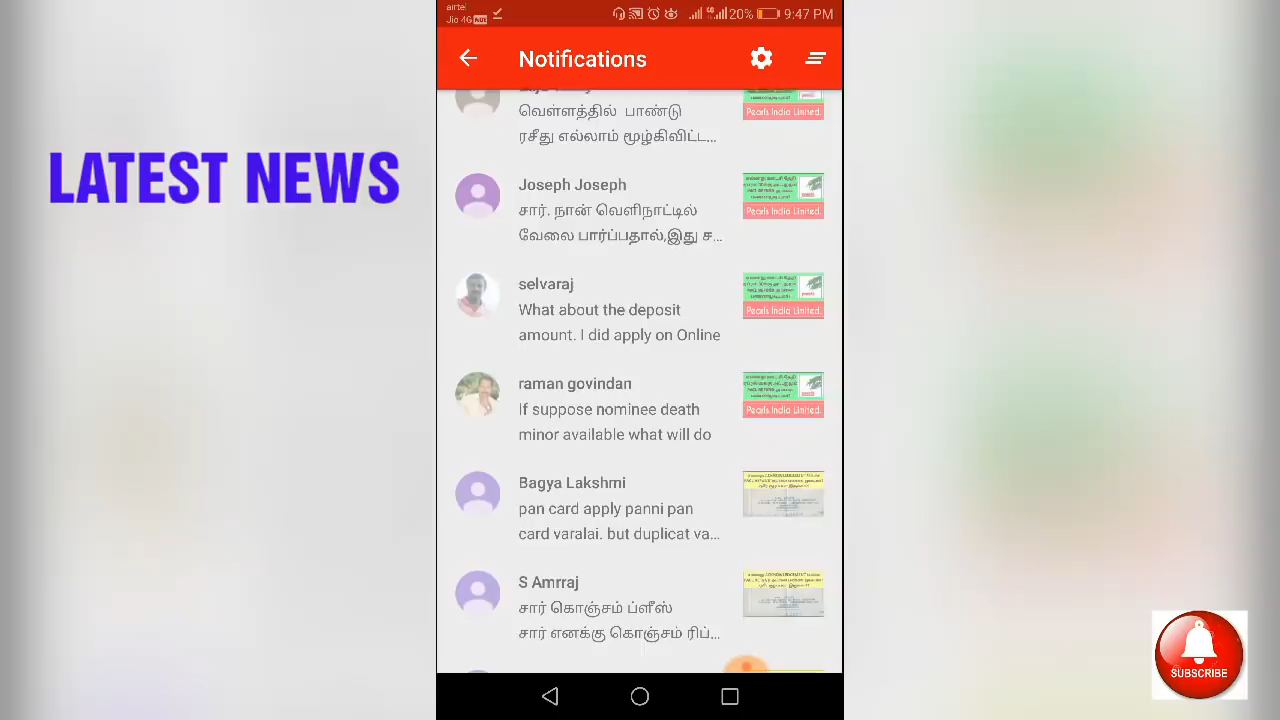 airtel
Jio 4G PLUS
20% 9:47 PM
Notifications
LATEST NEWS
வெள்ளத்தில் பாண்டு
ரசீது எல்லாம் மூழ்கிவிட்ட...
Pearls India Limited.
Joseph Joseph
சார். நான் வெளிநாட்டில்
வேலை பார்ப்பதால்,இது ச...
Pearls India Limited.
selvaraj
What about the deposit
amount. I did apply on Online
Pearls India Limited.
raman govindan
If suppose nominee death
minor available what will do
Pearls India Limited.
Bagya Lakshmi
pan card apply panni pan
card varalai. but duplicat va...
S Amrraj
சார் கொஞ்சம் ப்ளீஸ்
சார் எனக்கு கொஞ்சம் ரிப்...
SUBSCRIBE